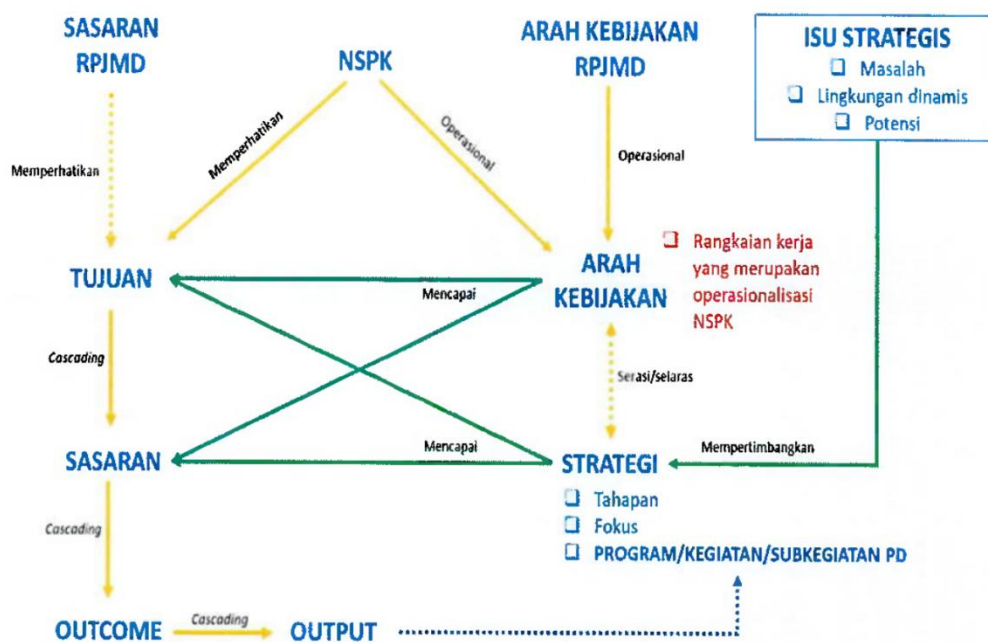 SASARAN
RPJMD
NSPK
ARAH KEBIJAKAN
RPJMD
ISU STRATEGIS
Masalah
Lingkungan dinamis
Potensi
Memperhatikan
Memperhatikan
Operasional
Operasional
TUJUAN
ARAH
KEBIJAKAN
Rangkaian kerja
yang merupakan
operasionalisasi
NSPK
Mencapai
Cascading
Serasi/selaras
SASARAN
Mencapai
STRATEGI
Mempertimbangkan
Tahapan
Fokus
PROGRAM/KEGIATAN/SUBKEGIATAN PD
Cascading
OUTCOME
Cascading
OUTPUT